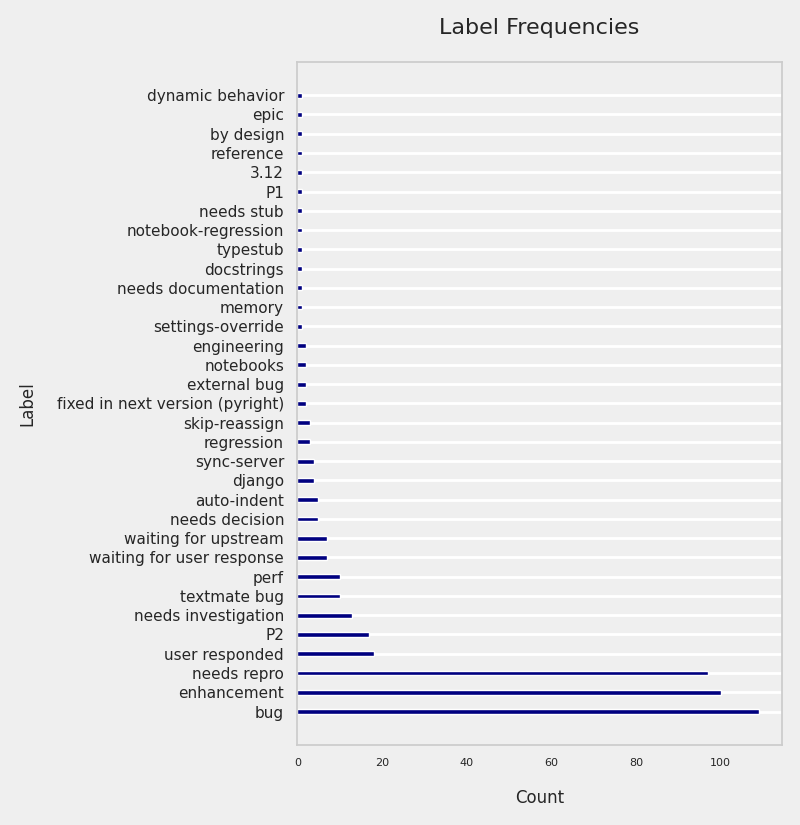 Label Frequencies
dynamic behavior
epic
by design
reference
3.12
P1
needs stub
notebook-regression
typestub
docstrings
needs documentation
memory
settings-override
engineering
notebooks
external bug
fixed in next version (pyright)
skip-reassign
regression
sync-server
django
auto-indent
needs decision
waiting for upstream
waiting for user response
perf
textmate bug
needs investigation
P2
user responded
needs repro
enhancement
bug
Label
0 20 40 60 80 100
Count